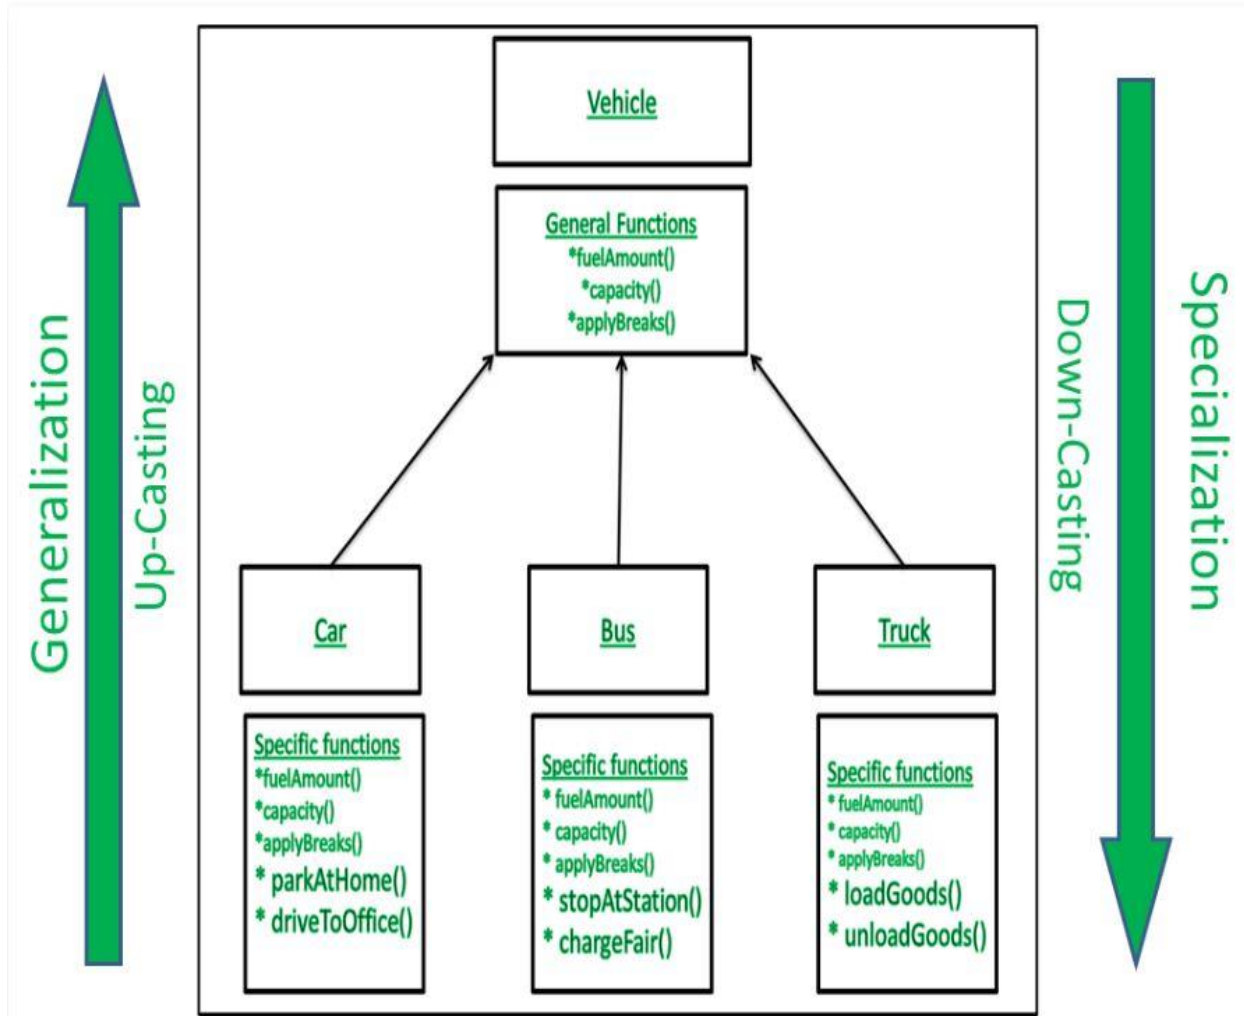 Vehicle
General Functions
*fuelAmount()
*capacity()
*applyBreaks()
Generalization
Up-Casting
Down-Casting
Specialization
Car
Specific functions
*fuelAmount()
*capacity()
*applyBreaks()
* parkAtHome()
* driveToOffice()
Bus
Specific functions
* fuelAmount()
* capacity()
* applyBreaks()
* stopAtStation()
* chargeFair()
Truck
Specific functions
* fuelAmount()
* capacity()
* applyBreaks()
* loadGoods()
* unloadGoods()